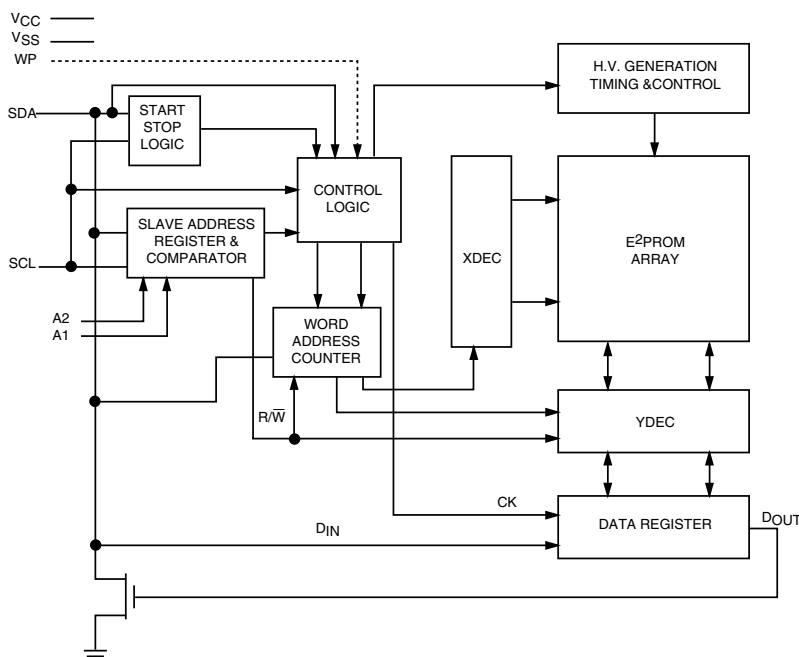 VCC
VSS
WP
SDA
START
STOP
LOGIC
CONTROL
LOGIC
H.V. GENERATION
TIMING &CONTROL
SLAVE ADDRESS
REGISTER &
COMPARATOR
SCL
A2
A1
WORD
ADDRESS
COUNTER
XDEC
E²PROM
ARRAY
R/W̅
YDEC
CK
DIN
DATA REGISTER
DOUT